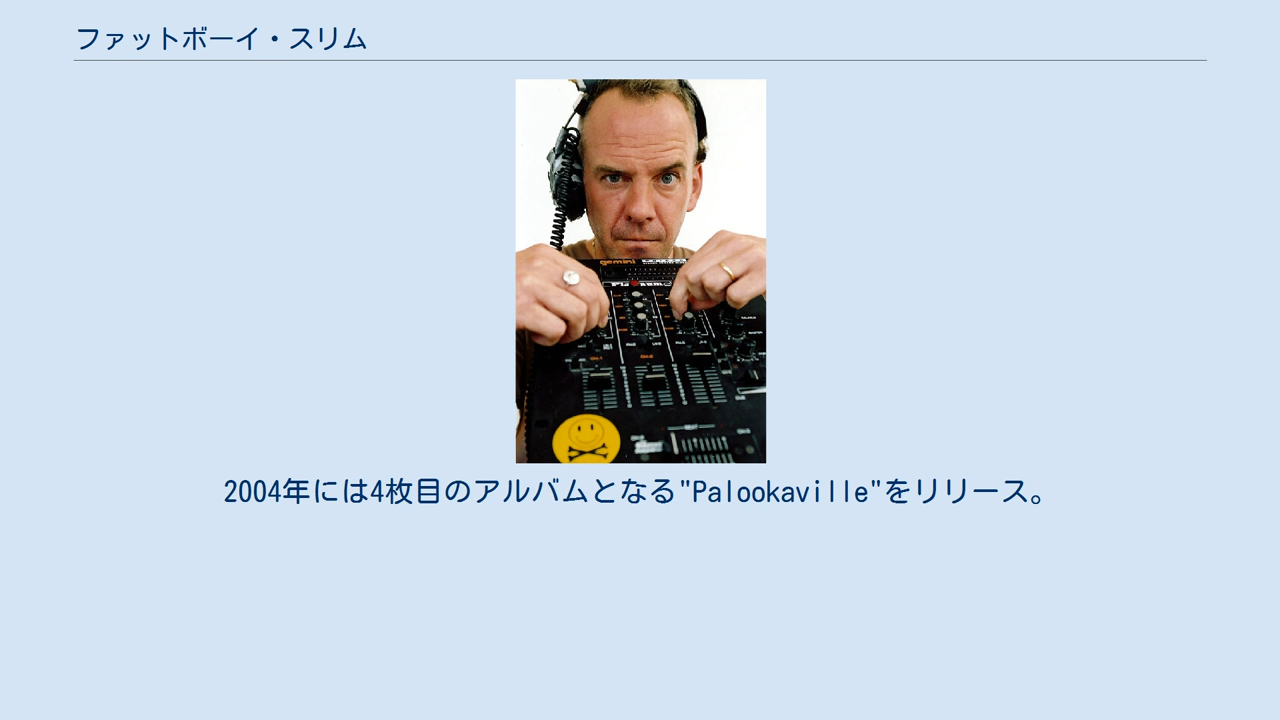 ファットボーイ・スリム
gemini
2004年には4枚目のアルバムとなる"Palookaville"をリリース。